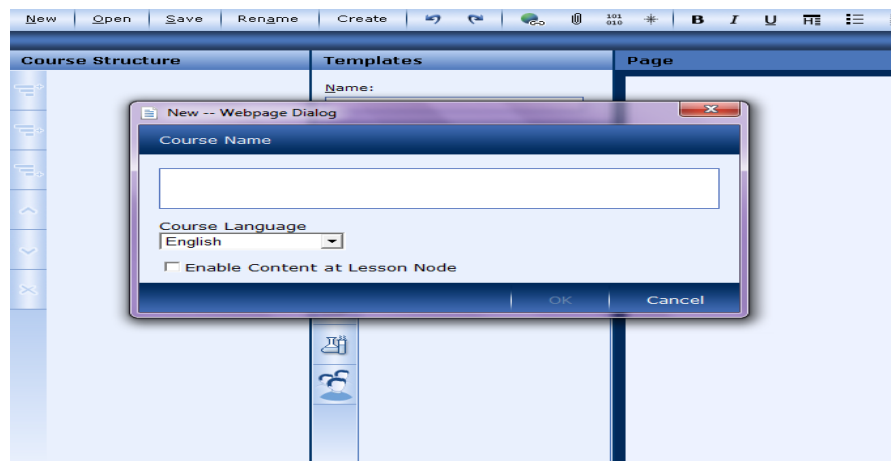 New Open Save Rename Create 101 010 B I U H
Course Structure Templates Page
Name:
New -- Webpage Dialog
Course Name
Course Language
English
Enable Content at Lesson Node
OK Cancel